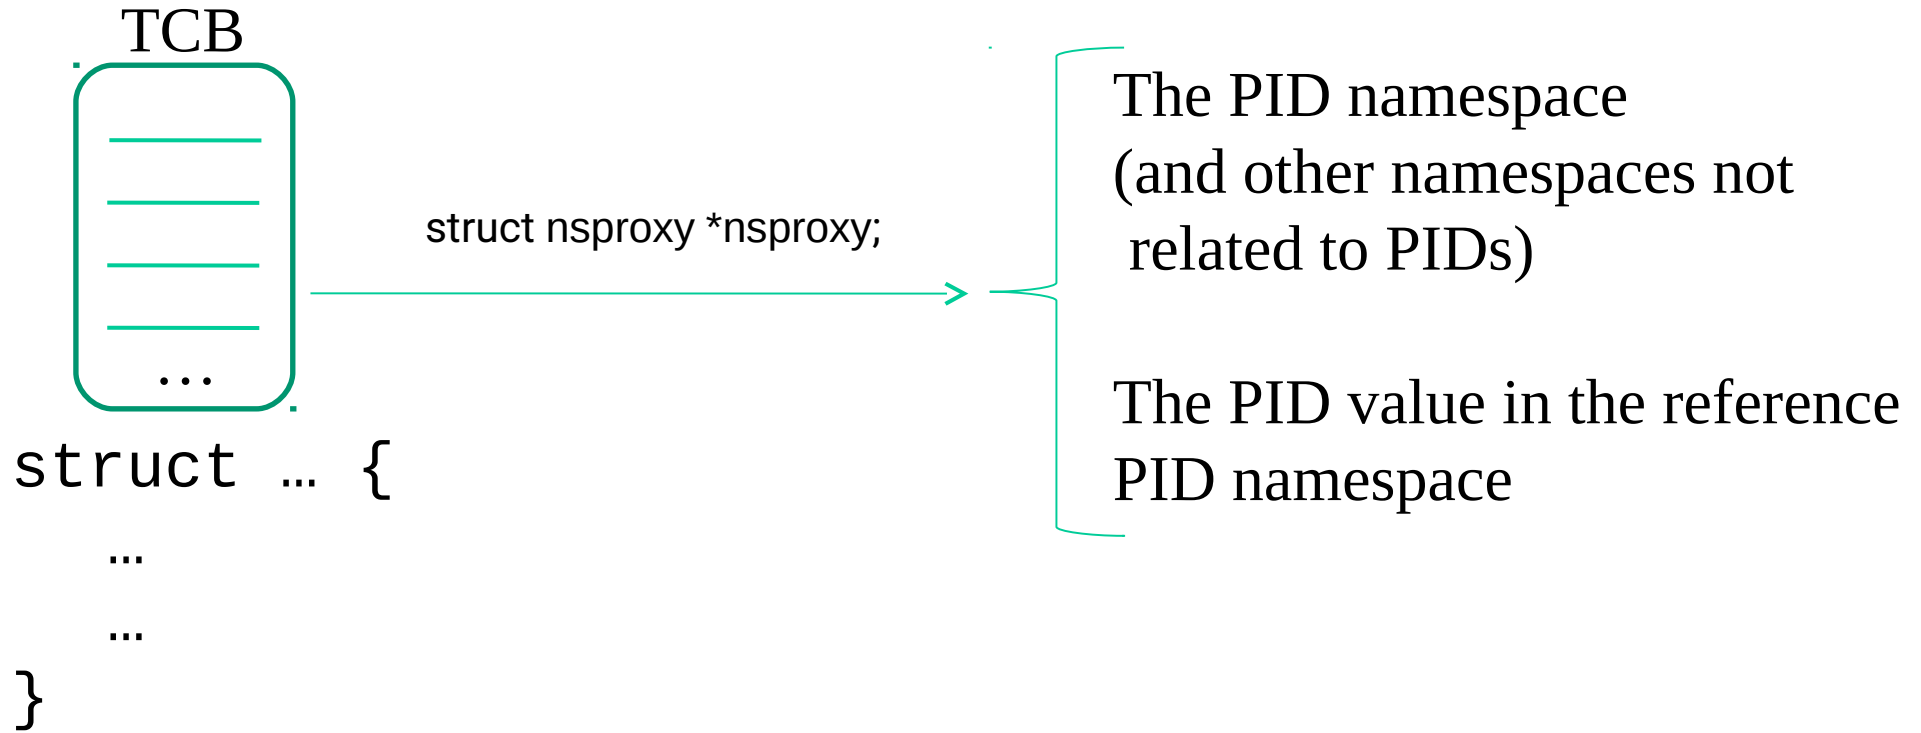 TCB
…
struct nsproxy *nsproxy;
The PID namespace
(and other namespaces not
related to PIDs)
The PID value in the reference
PID namespace
struct … {
…
…
}